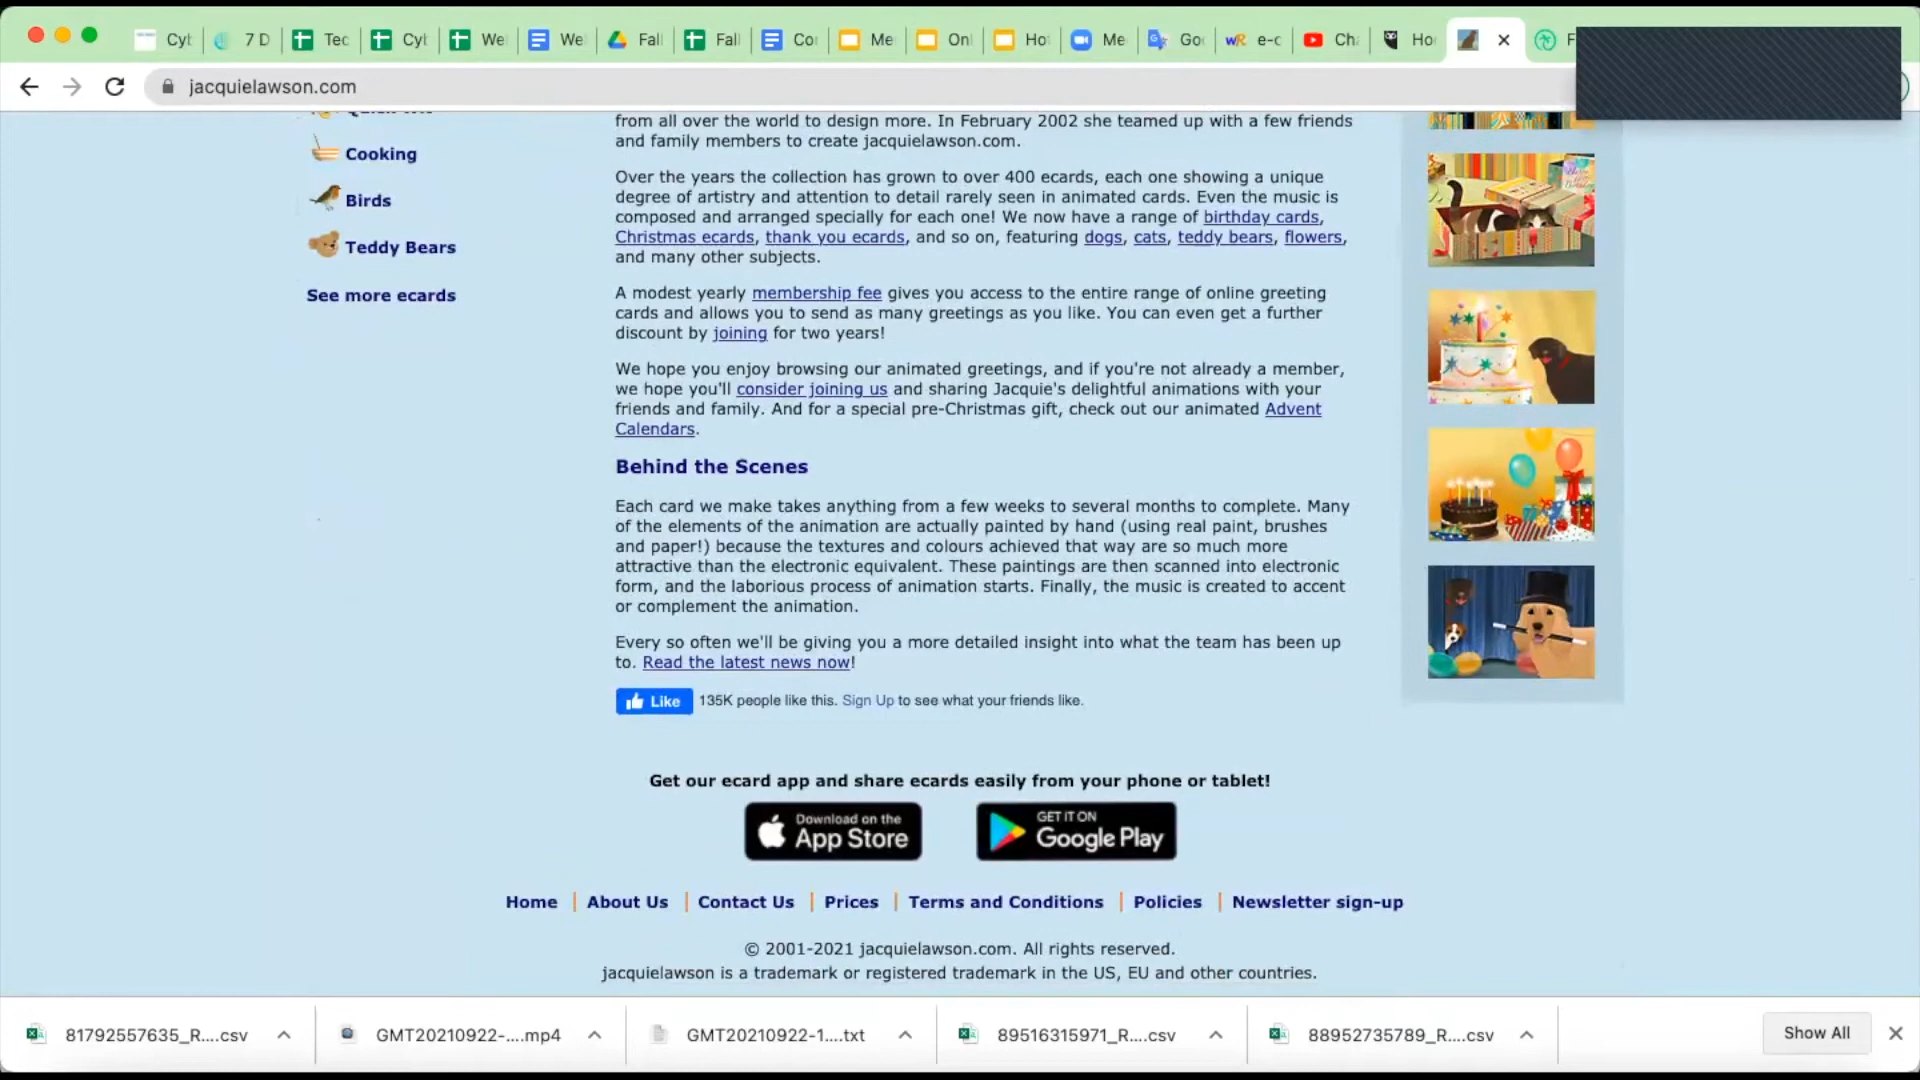 Cyt
7 D
Tec
Cyt
We
We
Fall
Fall
Co
Me
Onl
Ho
Me
Go
e-c
Ch
Ho
F
jacquielawson.com
Cooking
Birds
Teddy Bears
See more ecards
from all over the world to design more. In February 2002 she teamed up with a few friends
and family members to create jacquielawson.com.
Over the years the collection has grown to over 400 ecards, each one showing a unique
degree of artistry and attention to detail rarely seen in animated cards. Even the music is
composed and arranged specially for each one! We now have a range of birthday cards,
Christmas ecards, thank you ecards, and so on, featuring dogs, cats, teddy bears, flowers,
and many other subjects.
A modest yearly membership fee gives you access to the entire range of online greeting
cards and allows you to send as many greetings as you like. You can even get a further
discount by joining for two years!
We hope you enjoy browsing our animated greetings, and if you're not already a member,
we hope you'll consider joining us and sharing Jacquie's delightful animations with your
friends and family. And for a special pre-Christmas gift, check out our animated Advent
Calendars.
Behind the Scenes
Each card we make takes anything from a few weeks to several months to complete. Many
of the elements of the animation are actually painted by hand (using real paint, brushes
and paper!) because the textures and colours achieved that way are so much more
attractive than the electronic equivalent. These paintings are then scanned into electronic
form, and the laborious process of animation starts. Finally, the music is created to accent
or complement the animation.
Every so often we'll be giving you a more detailed insight into what the team has been up
to. Read the latest news now!
Like 135K people like this. Sign Up to see what your friends like.
Get our ecard app and share ecards easily from your phone or tablet!
Download on the
App Store
GET IT ON
Google Play
Home | About Us | Contact Us | Prices | Terms and Conditions | Policies | Newsletter sign-up
© 2001-2021 jacquielawson.com. All rights reserved.
jacquielawson is a trademark or registered trademark in the US, EU and other countries.
81792557635_R....csv
GMT20210922-....mp4
GMT20210922-1....txt
89516315971_R....csv
88952735789_R....csv
Show All